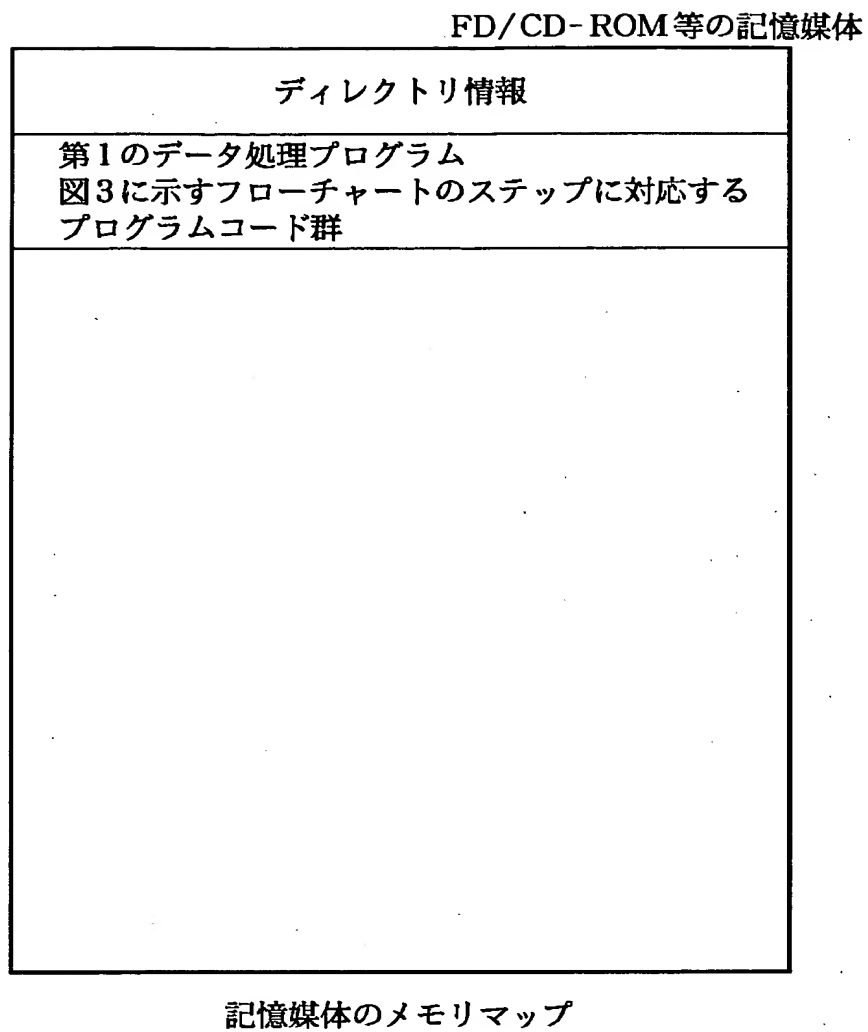 FD/CD-ROM等の記憶媒体
ディレクトリ情報
第1のデータ処理プログラム
図3に示すフローチャートのステップに対応する
プログラムコード群
記憶媒体のメモリマップ